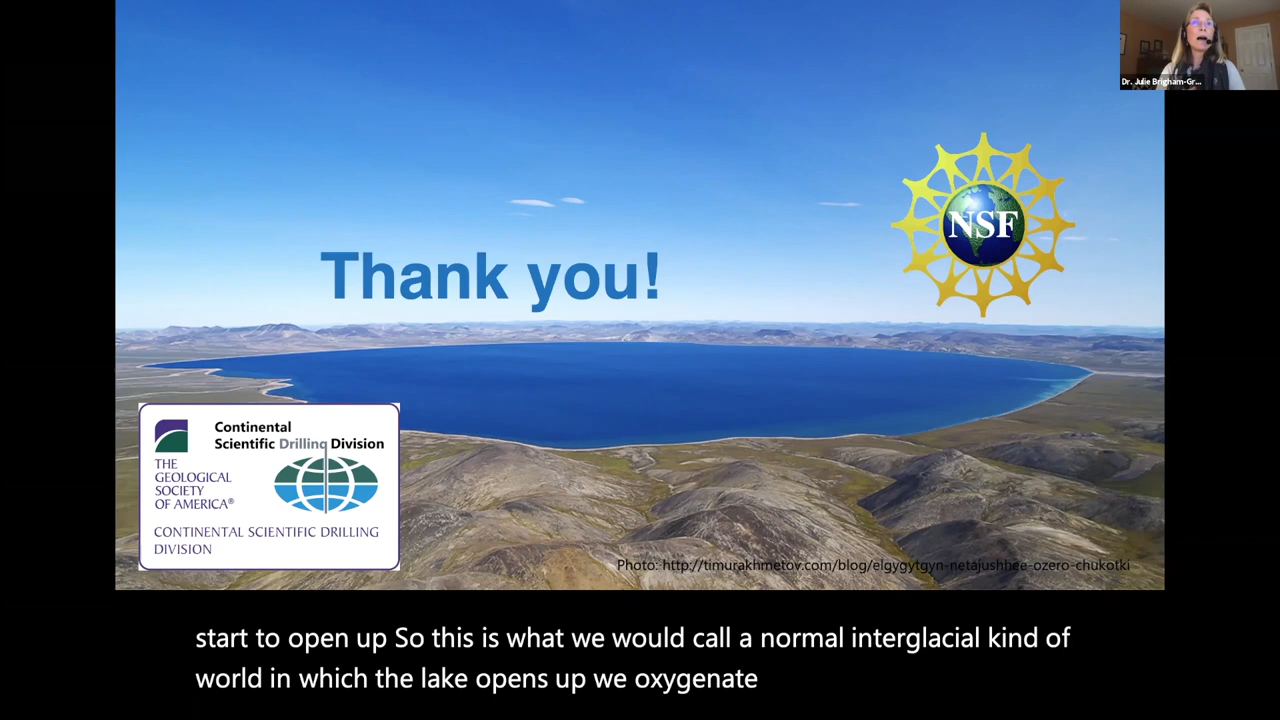 Dr. Julie Brigham-Gr...
NSF
Thank you!
Continental
Scientific Drilling Division
THE
GEOLOGICAL
SOCIETY
OF AMERICA®
CONTINENTAL SCIENTIFIC DRILLING
DIVISION
Photo: http://timurakhmetov.com/blog/elgygytgyn-netajushhee-ozero-chukotki
start to open up So this is what we would call a normal interglacial kind of
world in which the lake opens up we oxygenate